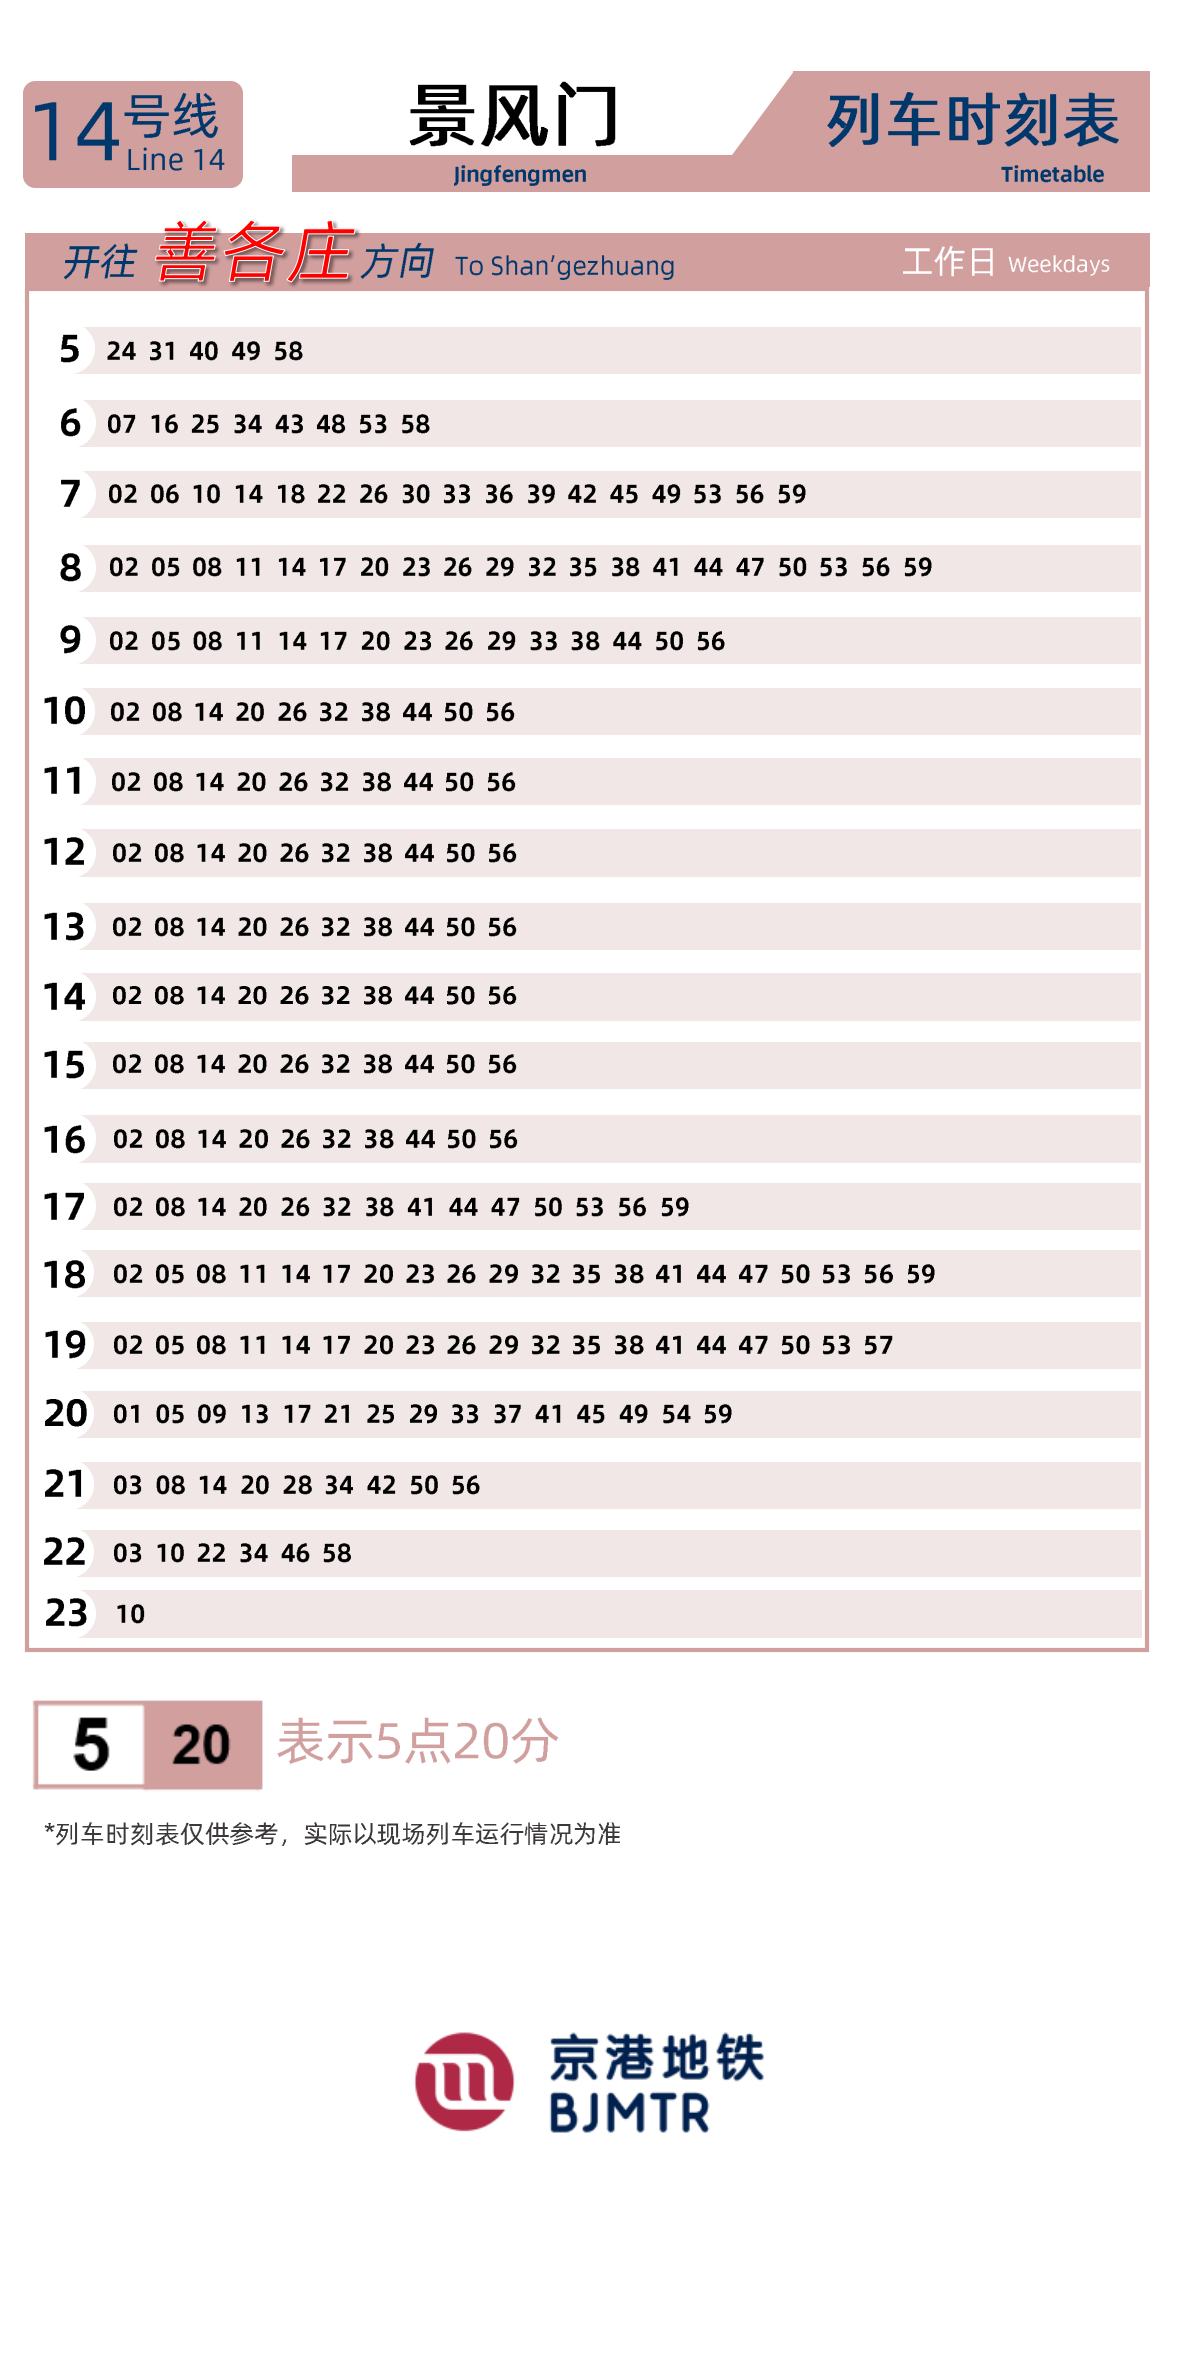 14号线
Line 14
景风门
Jingfengmen
列车时刻表
Timetable
开往 善各庄 方向 To Shan’gezhuang 工作日 Weekdays
5 24 31 40 49 58
6 07 16 25 34 43 48 53 58
7 02 06 10 14 18 22 26 30 33 36 39 42 45 49 53 56 59
8 02 05 08 11 14 17 20 23 26 29 32 35 38 41 44 47 50 53 56 59
9 02 05 08 11 14 17 20 23 26 29 33 38 44 50 56
10 02 08 14 20 26 32 38 44 50 56
11 02 08 14 20 26 32 38 44 50 56
12 02 08 14 20 26 32 38 44 50 56
13 02 08 14 20 26 32 38 44 50 56
14 02 08 14 20 26 32 38 44 50 56
15 02 08 14 20 26 32 38 44 50 56
16 02 08 14 20 26 32 38 44 50 56
17 02 08 14 20 26 32 38 41 44 47 50 53 56 59
18 02 05 08 11 14 17 20 23 26 29 32 35 38 41 44 47 50 53 56 59
19 02 05 08 11 14 17 20 23 26 29 32 35 38 41 44 47 50 53 57
20 01 05 09 13 17 21 25 29 33 37 41 45 49 54 59
21 03 08 14 20 28 34 42 50 56
22 03 10 22 34 46 58
23 10
5 20 表示5点20分
*列车时刻表仅供参考，实际以现场列车运行情况为准
京港地铁
BJMTR